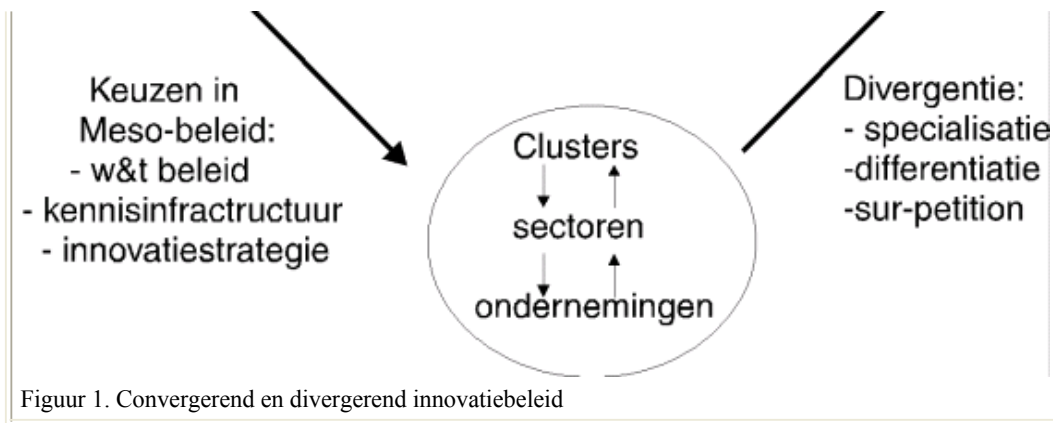 Keuzen in
Meso-beleid:
- w&t beleid
- kennisinfractructuur
- innovatiestrategie
Clusters
sectoren
ondernemingen
Divergentie:
- specialisatie
-differentiatie
-sur-petition
Figuur 1. Convergerend en divergerend innovatiebeleid